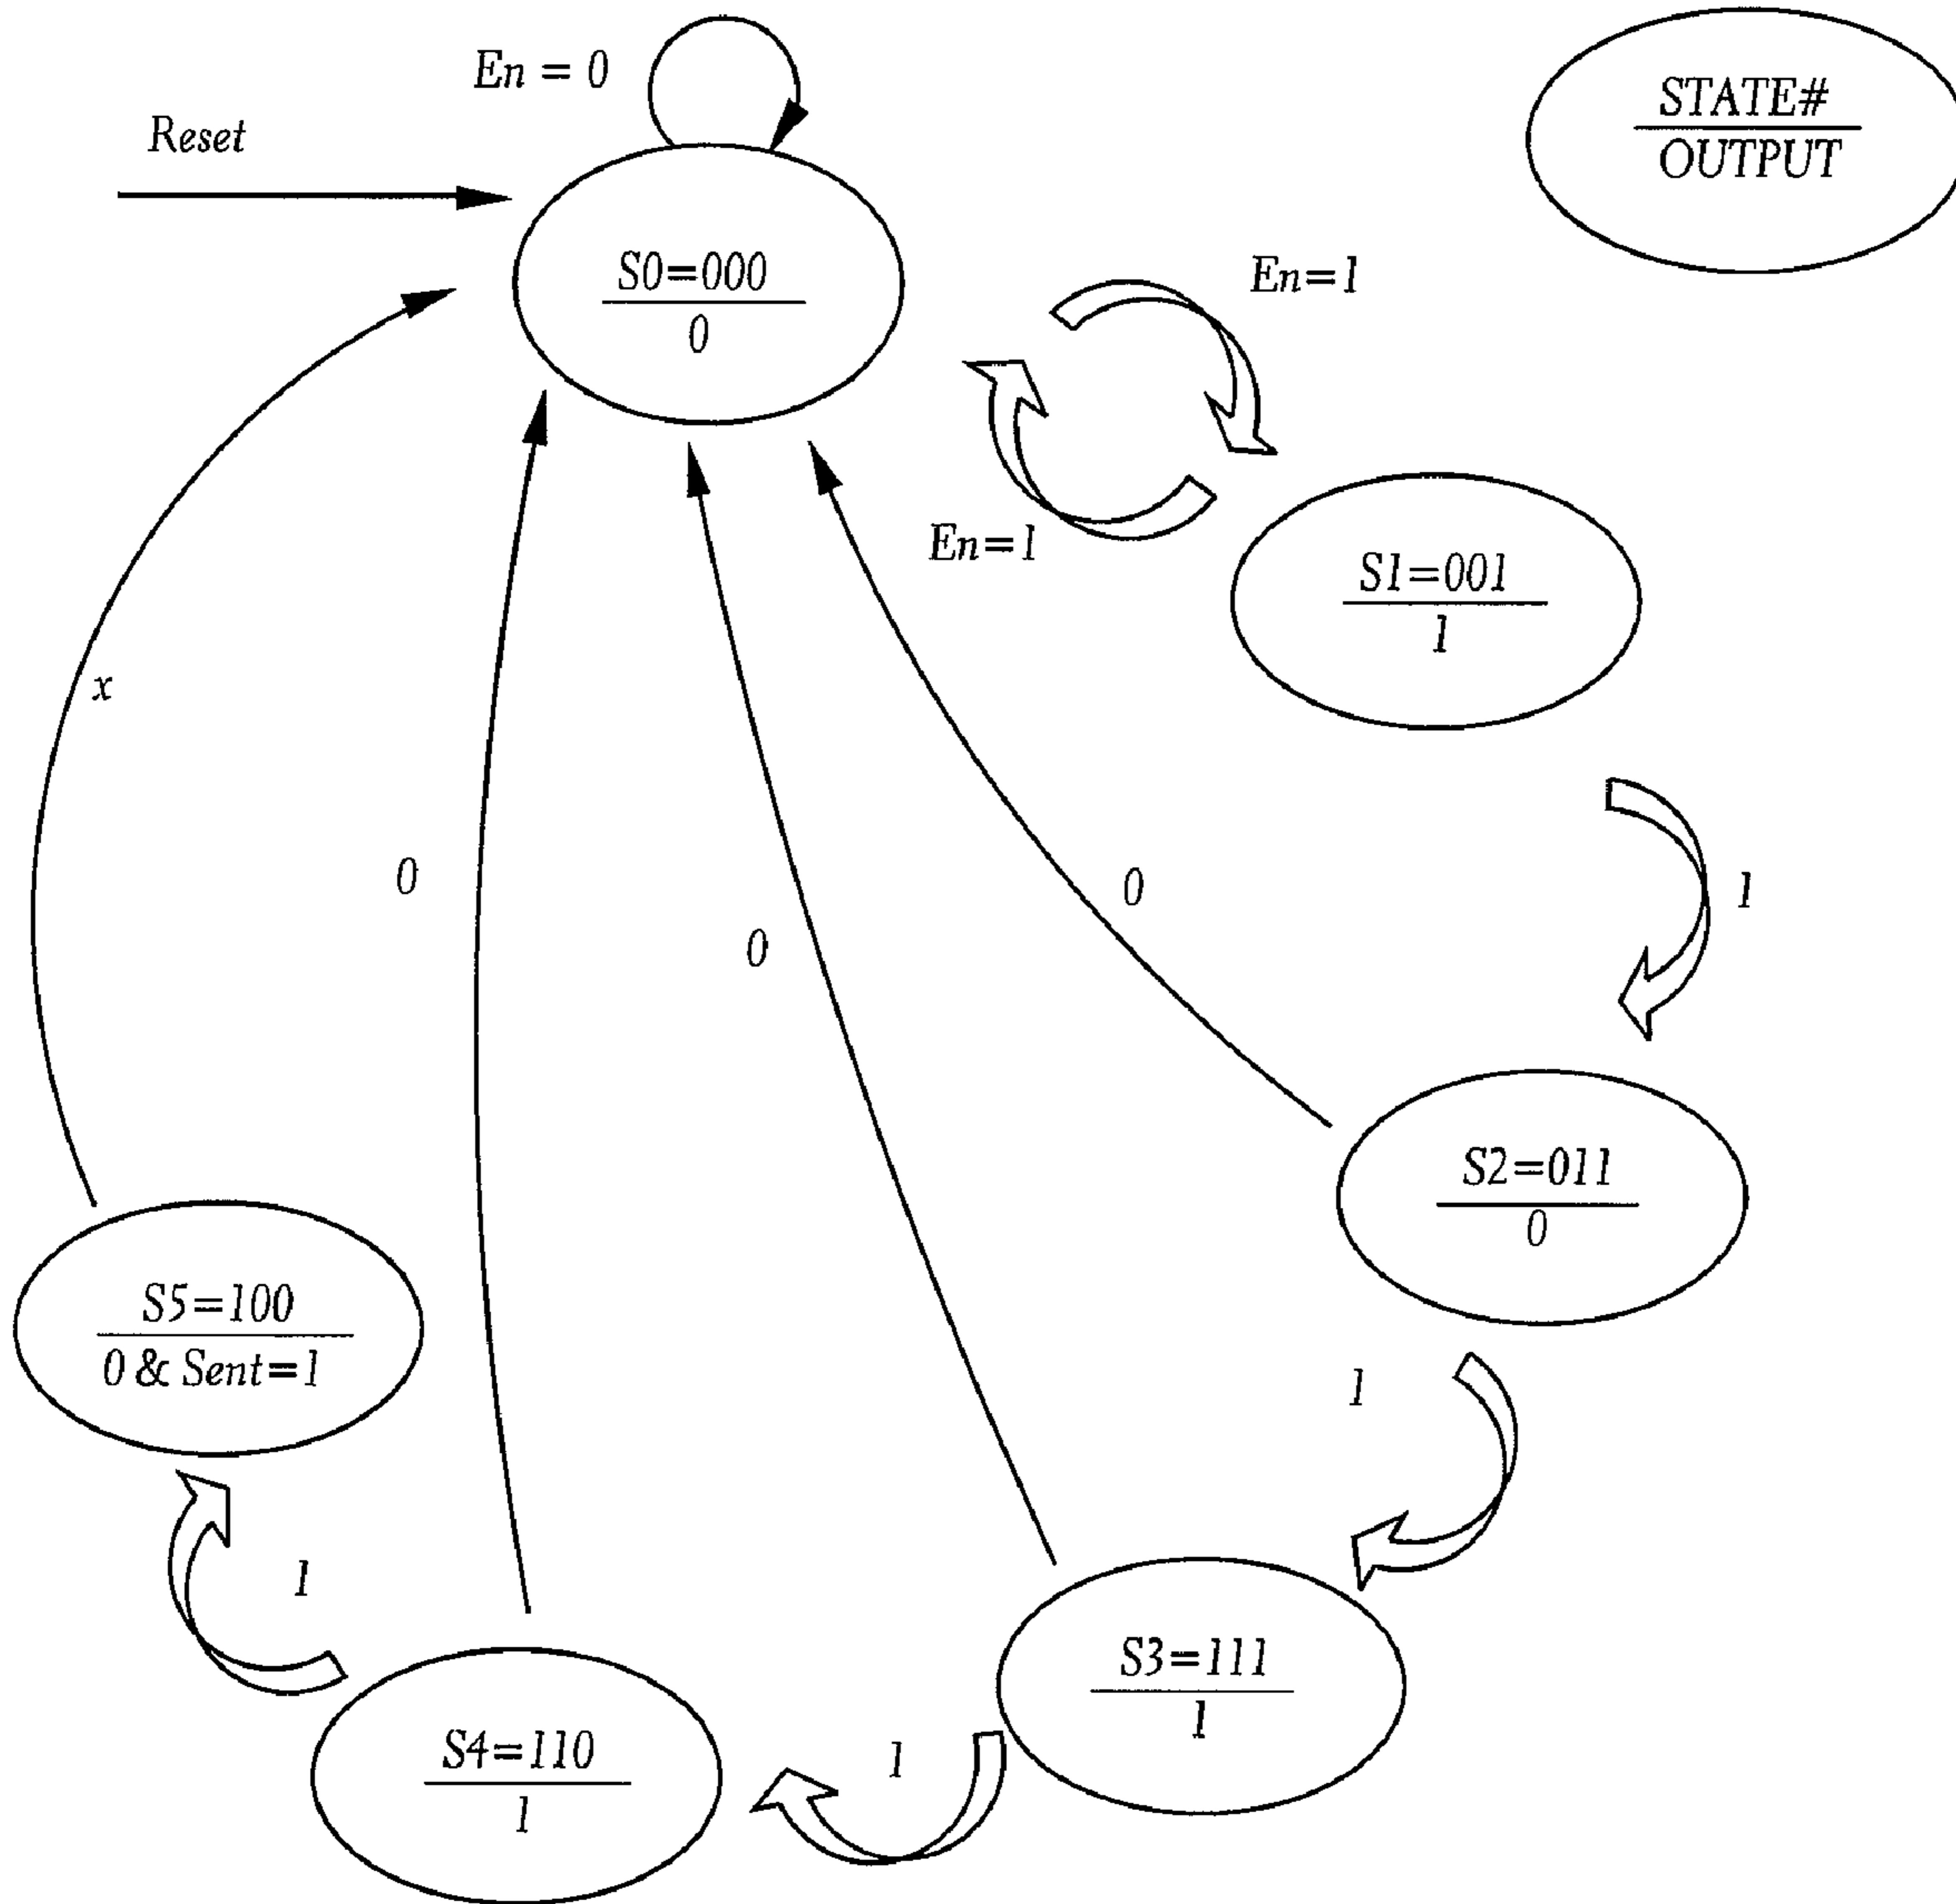 En = 0
STATE#
OUTPUT
Reset
S0=000
0
En=1
En=1
S1=001
1
x
0
0
0
1
S2=011
0
S5=100
0 & Sent=1
1
1
S3=111
1
S4=110
1
1